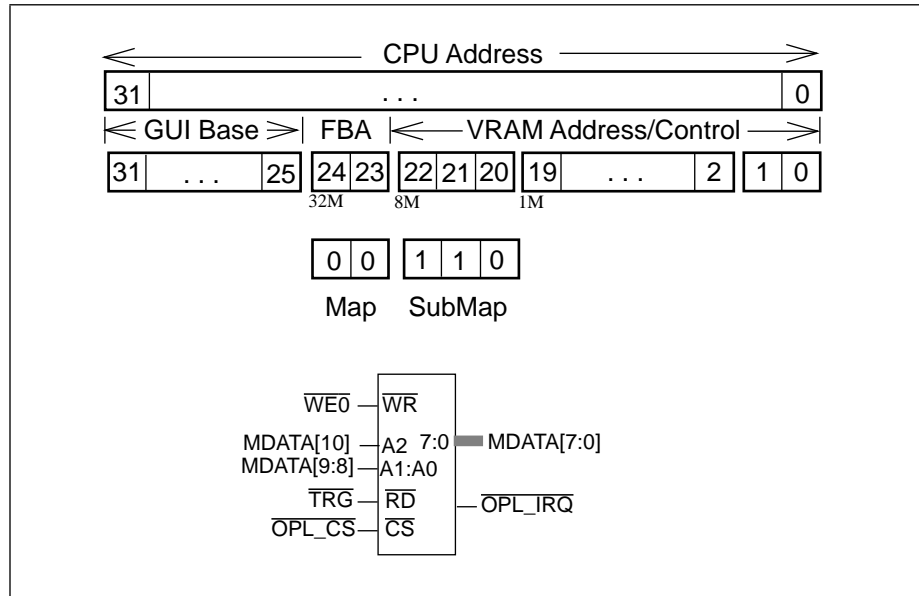 CPU Address
31 . . . 0
GUI Base FBA VRAM Address/Control
31 . . . 25 24 23 22 21 20 19 . . . 2 1 0
32M 8M 1M
0 0 1 1 0
Map SubMap
WE0 WR
MDATA[10] A2 7:0 MDATA[7:0]
MDATA[9:8] A1:A0
TRG RD OPL_IRQ
OPL_CS CS